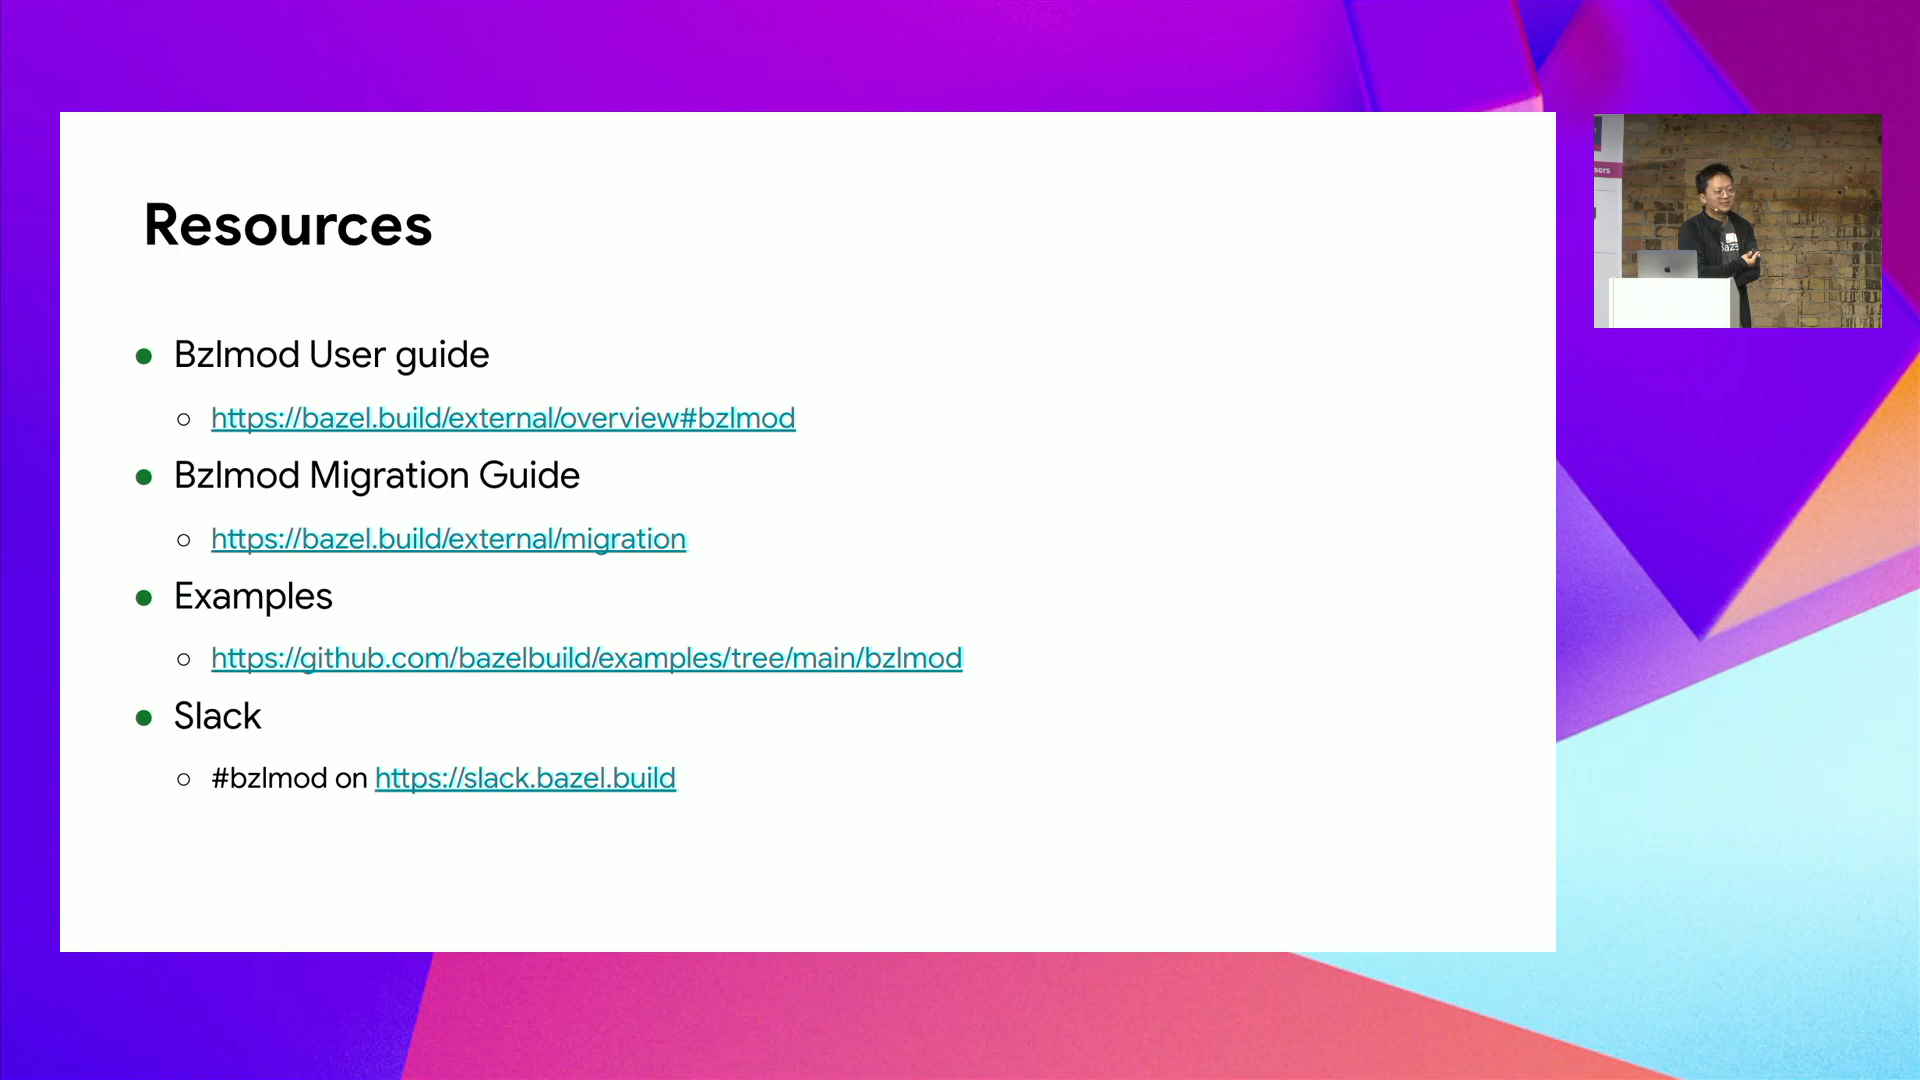 Resources
Bzlmod User guide
https://bazel.build/external/overview#bzlmod
Bzlmod Migration Guide
https://bazel.build/external/migration
Examples
https://github.com/bazelbuild/examples/tree/main/bzlmod
Slack
#bzlmod on https://slack.bazel.build